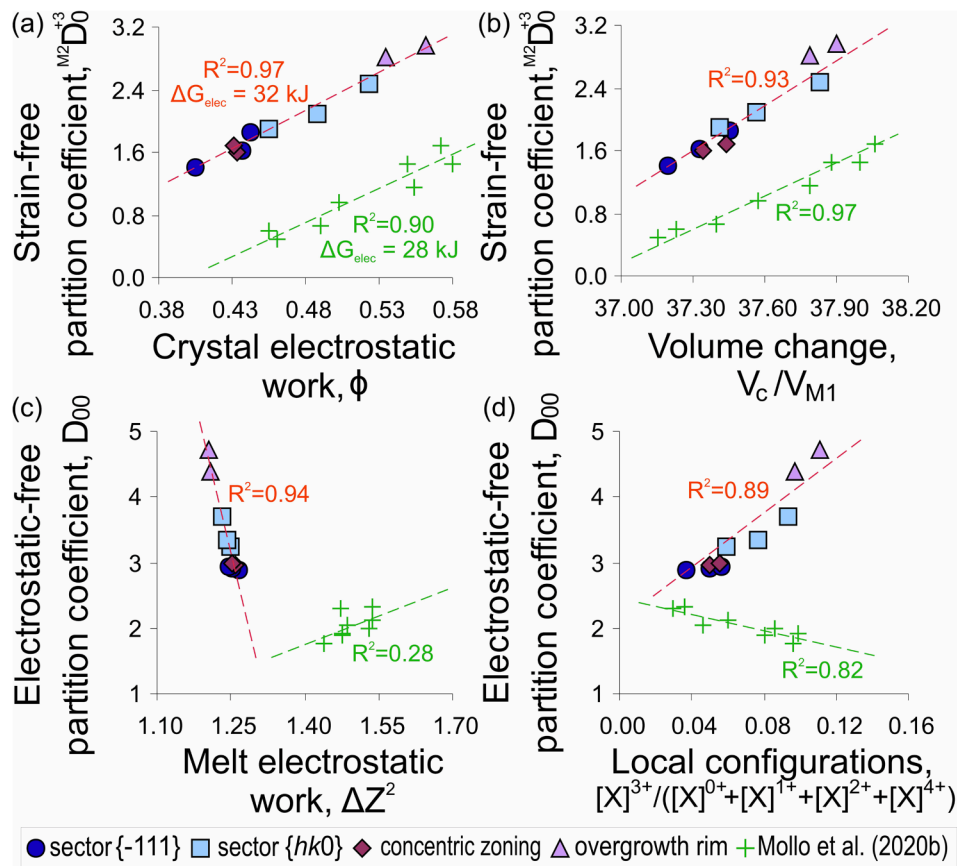 (a)
Strain-free
partition coefficient, ᴹ²D₀⁺³
3.2
2.4
1.6
0.8
0.0
R²=0.97
ΔGelec = 32 kJ
R²=0.90
ΔGelec = 28 kJ
0.38 0.43 0.48 0.53 0.58
Crystal electrostatic
work, ϕ
(b)
Strain-free
partition coefficient, ᴹ²D₀⁺³
3.2
2.4
1.6
0.8
0.0
R²=0.93
R²=0.97
37.00 37.30 37.60 37.90 38.20
Volume change,
Vc/VM1
(c)
Electrostatic-free
partition coefficient, D₀₀
5
4
3
2
1
R²=0.94
R²=0.28
1.10 1.25 1.40 1.55 1.70
Melt electrostatic
work, ΔZ²
(d)
Electrostatic-free
partition coefficient, D₀₀
5
4
3
2
1
R²=0.89
R²=0.82
0.00 0.04 0.08 0.12 0.16
Local configurations,
[X]³⁺/([X]⁰⁺+[X]¹⁺+[X]²⁺+[X]⁴⁺)
sector {-111} sector {hk0} concentric zoning overgrowth rim Mollo et al. (2020b)